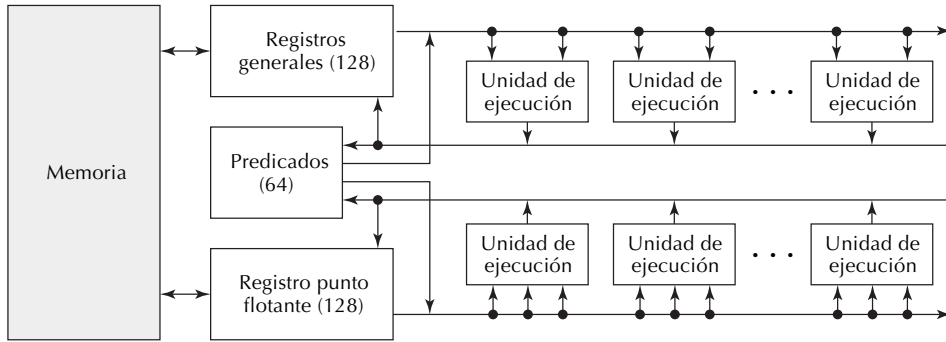 Memoria
Registros
generales (128)
Predicados
(64)
Registro punto
flotante (128)
Unidad de
ejecución
Unidad de
ejecución
. . .
Unidad de
ejecución
Unidad de
ejecución
Unidad de
ejecución
. . .
Unidad de
ejecución